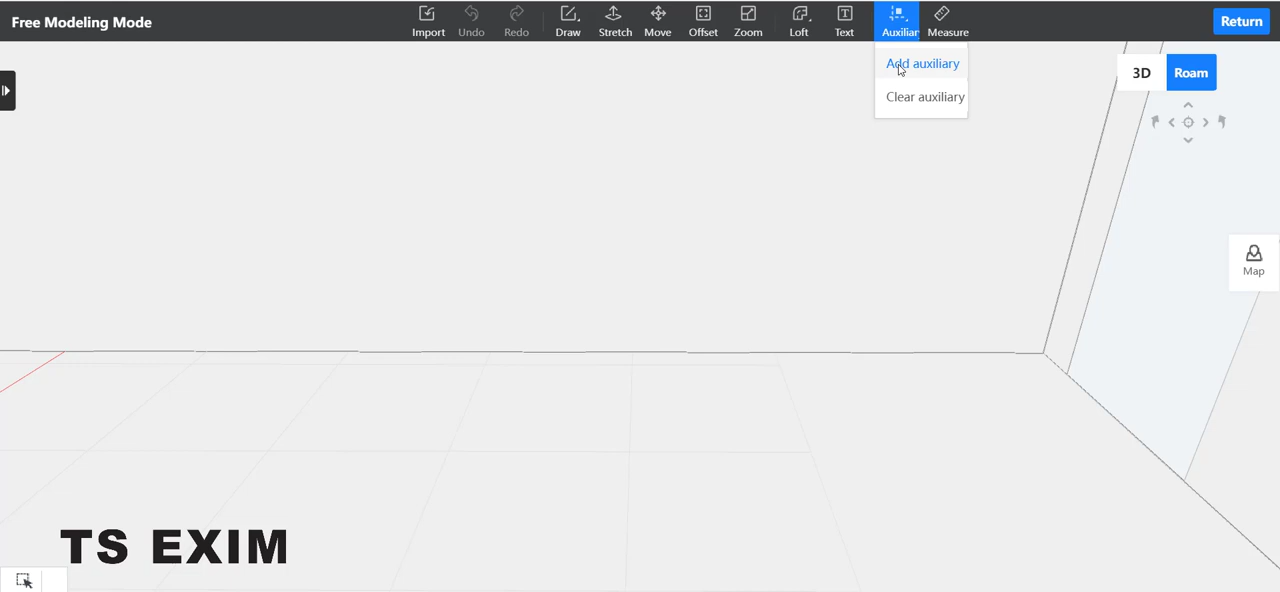 Free Modeling Mode
Import Undo Redo Draw Stretch Move Offset Zoom Loft Text Auxiliar Measure
Return
Add auxiliary
Clear auxiliary
3D Roam
Map
TS EXIM